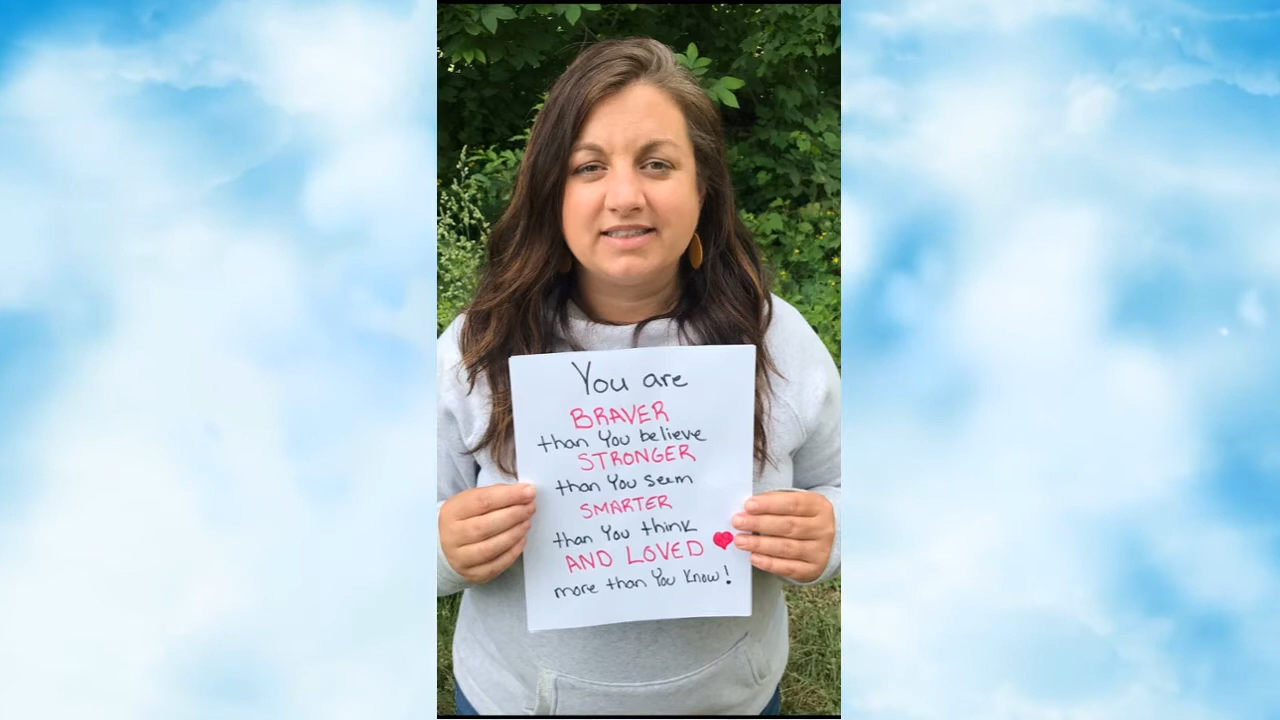 You are
BRAVER
than You believe
STRONGER
than You seem
SMARTER
than You think
AND LOVED
more than You know!